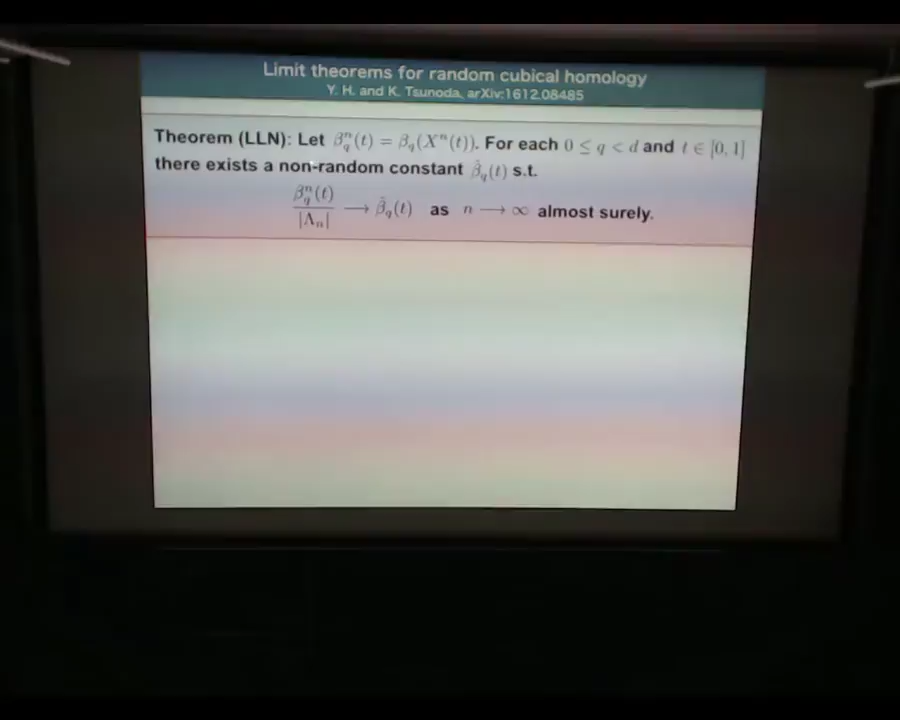 Limit theorems for random cubical homology
Y. H. and K. Tsunoda, arXiv:1612.08485
Theorem (LLN): Let β_q^n(t) = β_q(X^n(t)). For each 0 ≤ q < d and t ∈ [0, 1]
there exists a non-random constant β̂_q(t) s.t.
β_q^n(t) / |Λ_n| ⟶ β̂_q(t) as n ⟶ ∞ almost surely.